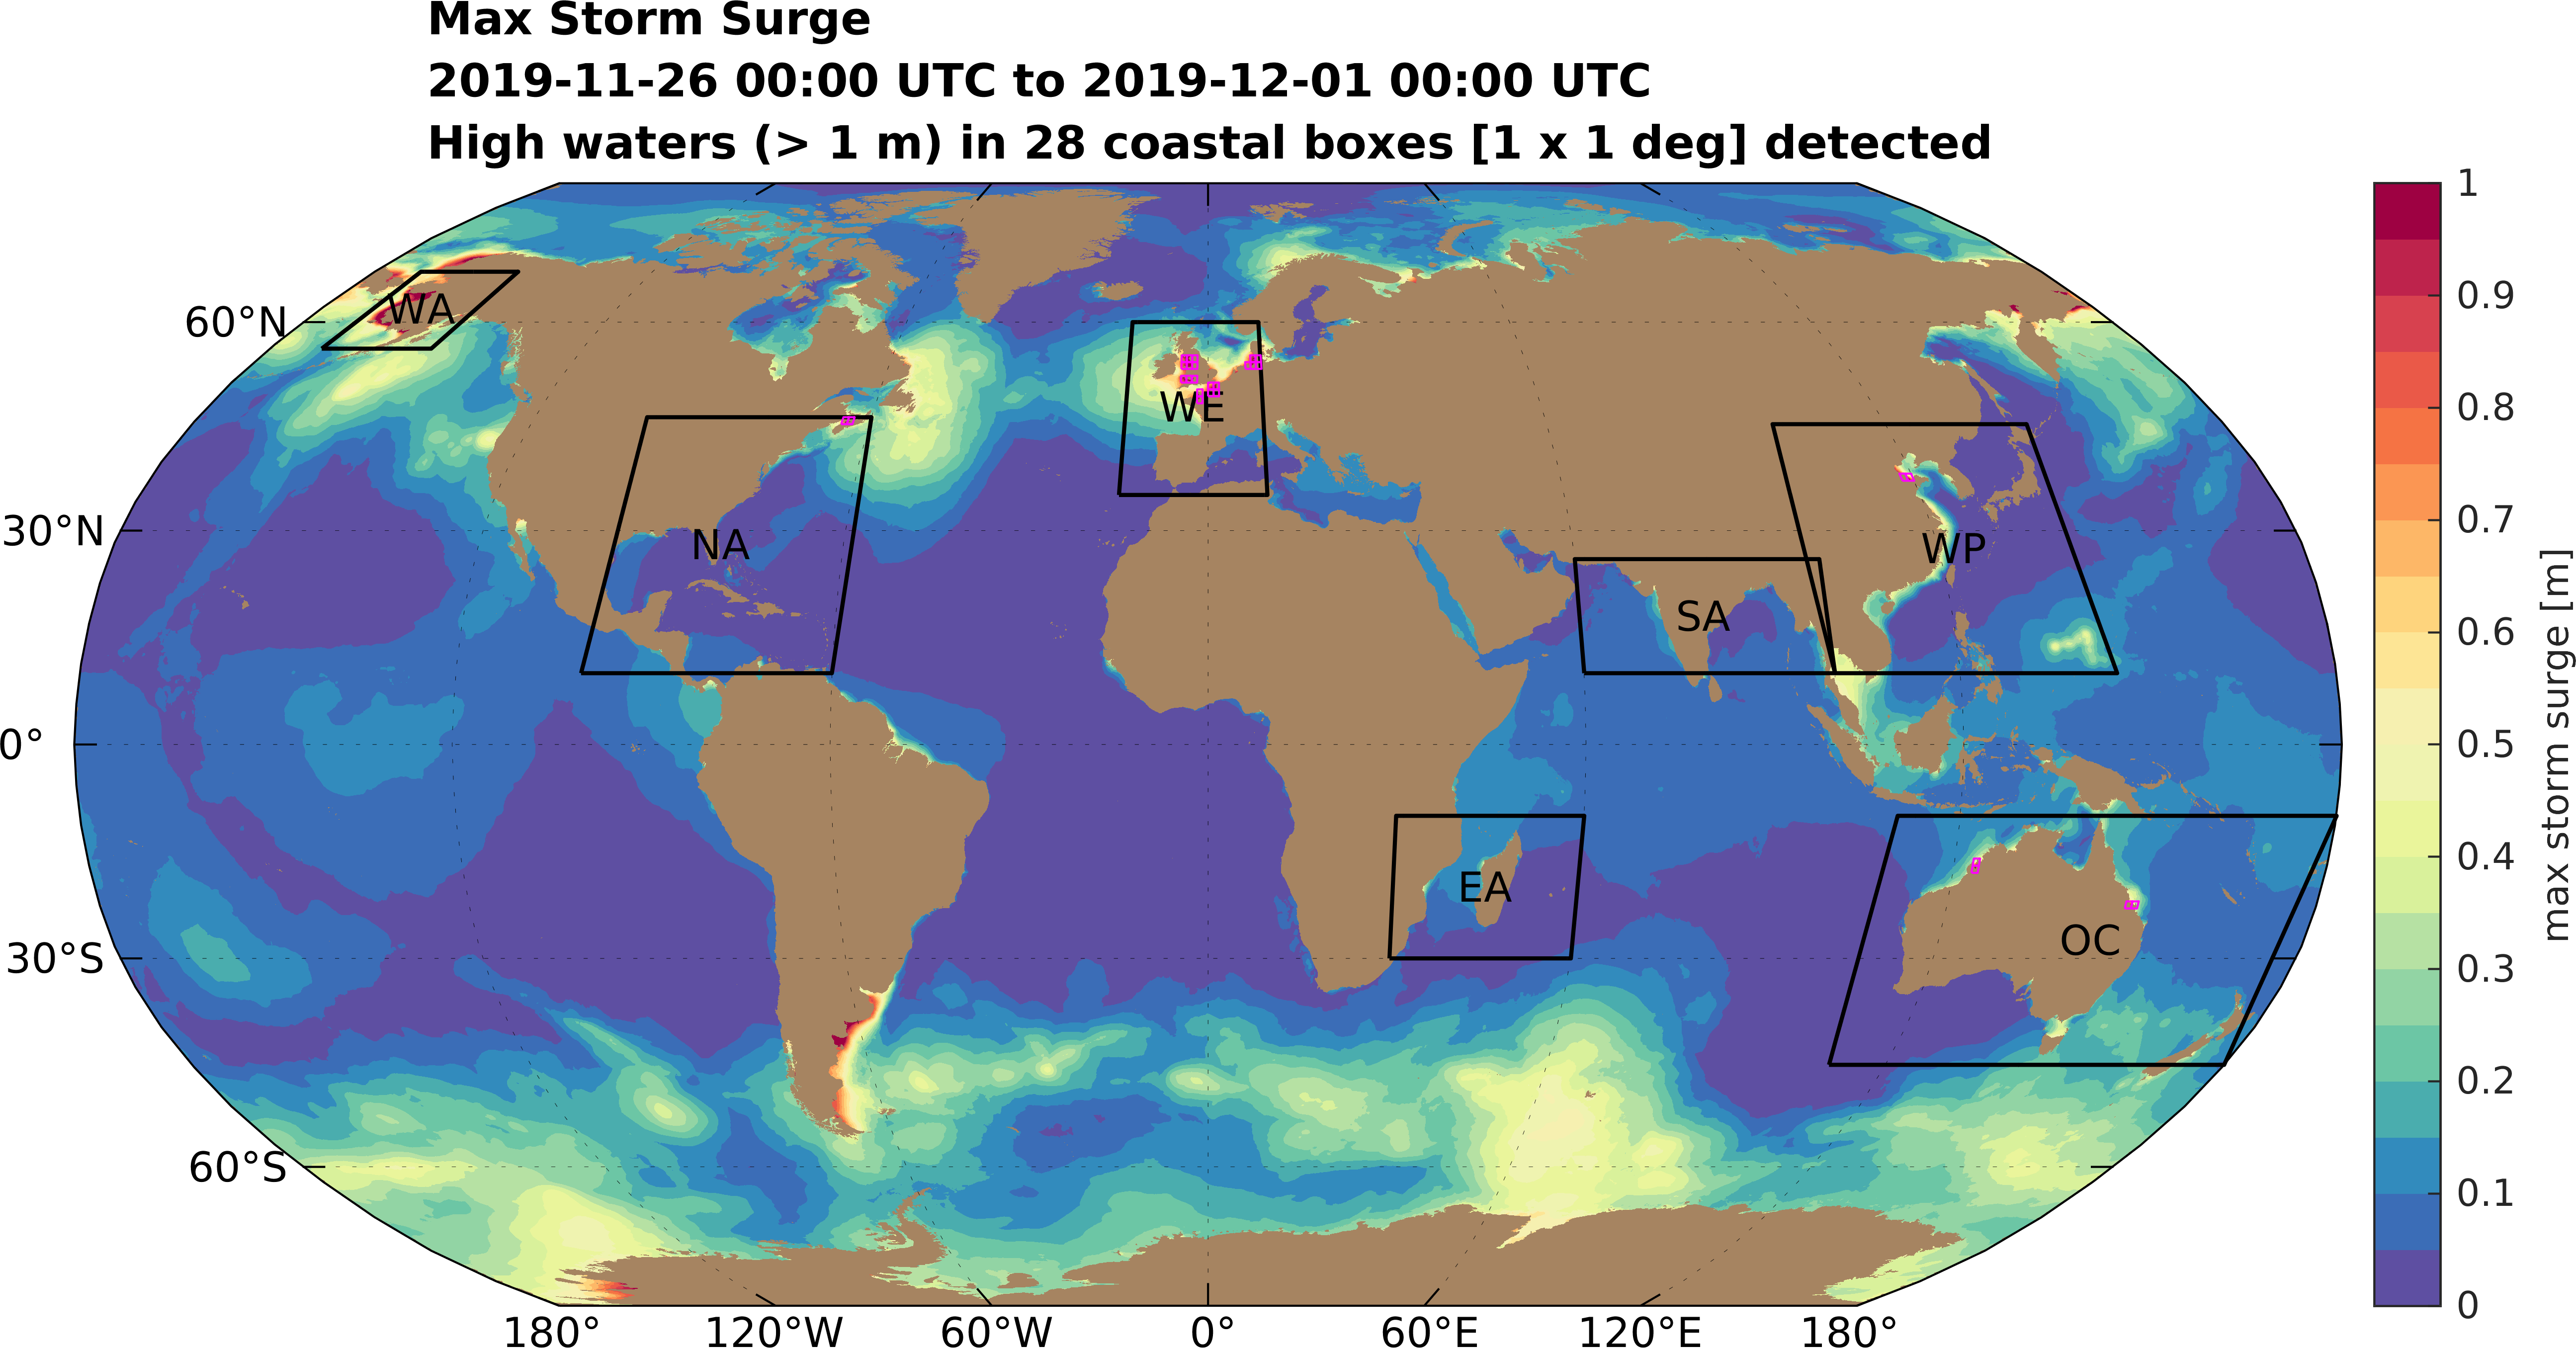 Max Storm Surge
2019-11-26 00:00 UTC to 2019-12-01 00:00 UTC
High waters (> 1 m) in 28 coastal boxes [1 x 1 deg] detected
60°N
30°N
0°
30°S
60°S
WA
NA
WE
SA
WP
EA
OC
180°
120°W
60°W
0°
60°E
120°E
180°
1
0.9
0.8
0.7
0.6
0.5
0.4
0.3
0.2
0.1
0
max storm surge [m]